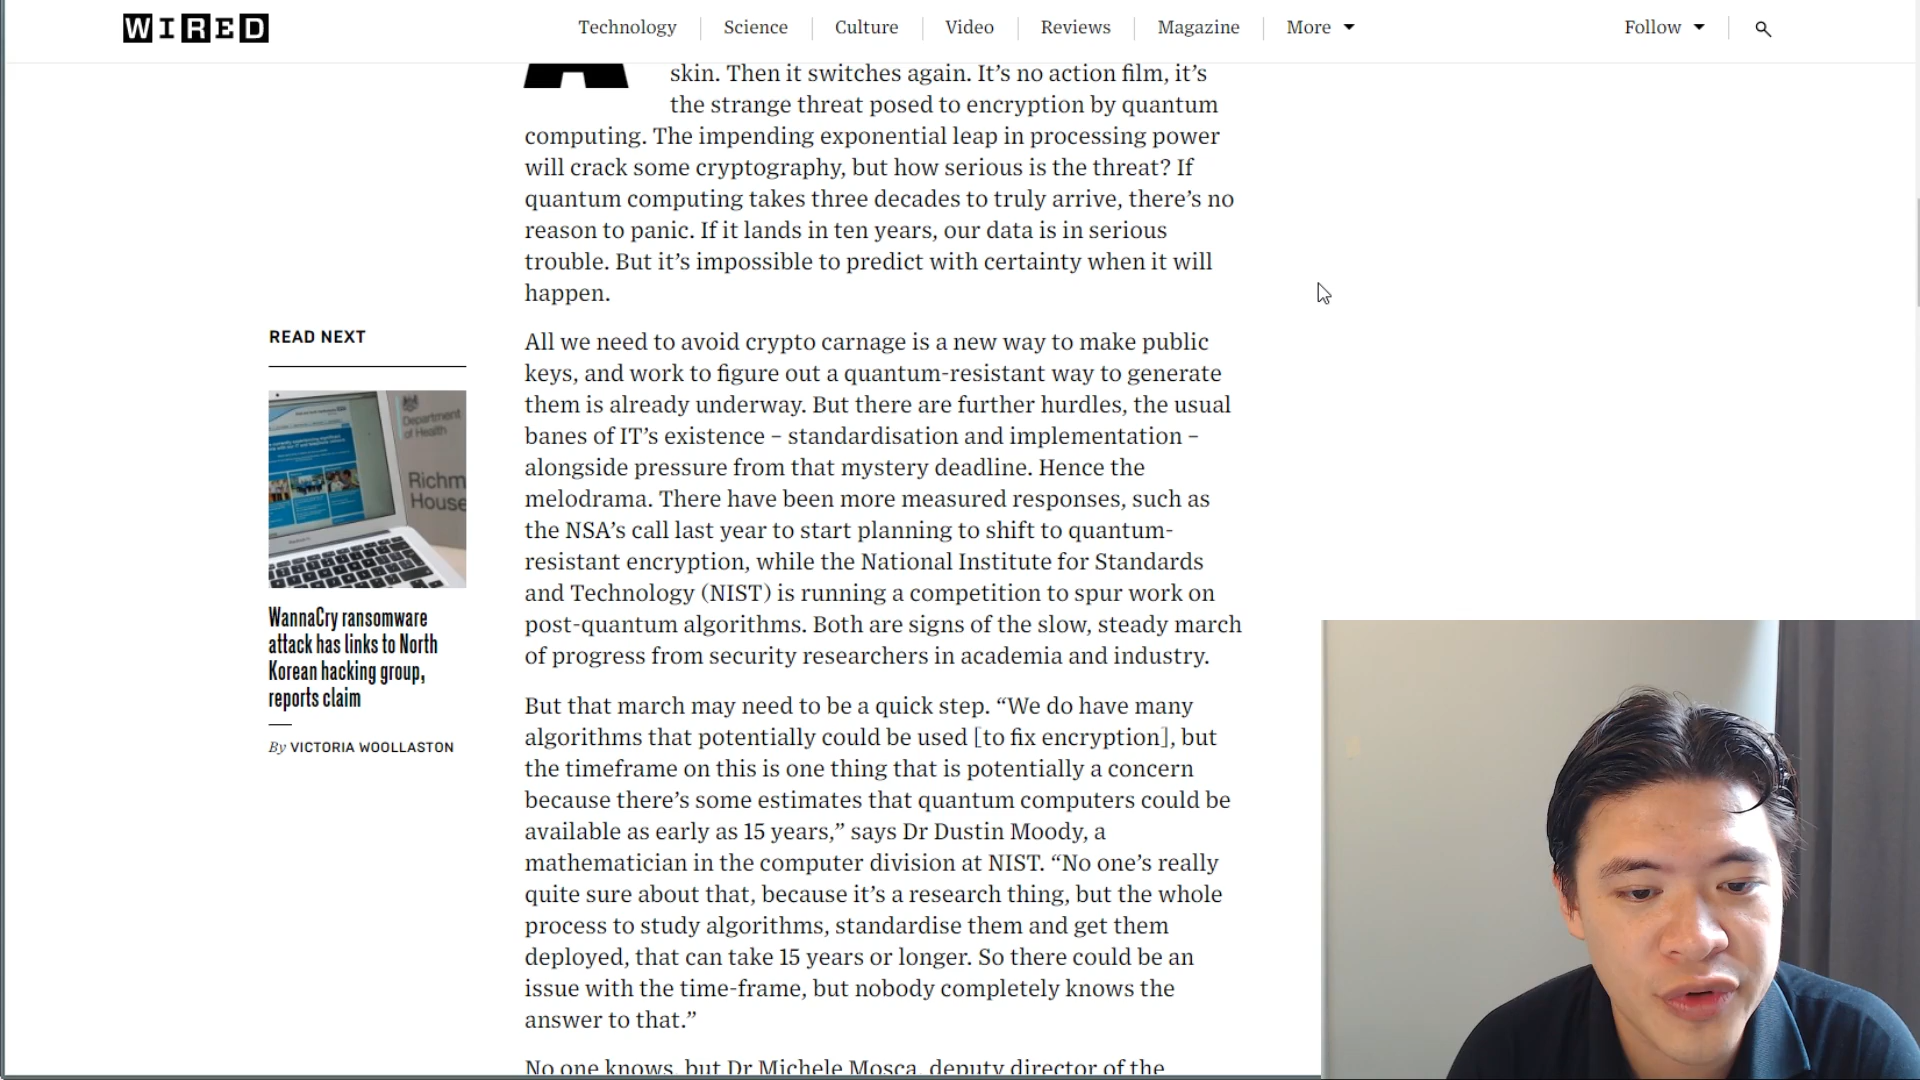 WIRED
Technology
Science
Culture
Video
Reviews
Magazine
More
Follow
skin. Then it switches again. It’s no action film, it’s
the strange threat posed to encryption by quantum
computing. The impending exponential leap in processing power
will crack some cryptography, but how serious is the threat? If
quantum computing takes three decades to truly arrive, there’s no
reason to panic. If it lands in ten years, our data is in serious
trouble. But it’s impossible to predict with certainty when it will
happen.
READ NEXT
Department
of Health
Richm
House
WannaCry ransomware
attack has links to North
Korean hacking group,
reports claim
By VICTORIA WOOLLASTON
All we need to avoid crypto carnage is a new way to make public
keys, and work to figure out a quantum-resistant way to generate
them is already underway. But there are further hurdles, the usual
banes of IT’s existence – standardisation and implementation –
alongside pressure from that mystery deadline. Hence the
melodrama. There have been more measured responses, such as
the NSA’s call last year to start planning to shift to quantum-
resistant encryption, while the National Institute for Standards
and Technology (NIST) is running a competition to spur work on
post-quantum algorithms. Both are signs of the slow, steady march
of progress from security researchers in academia and industry.
But that march may need to be a quick step. “We do have many
algorithms that potentially could be used [to fix encryption], but
the timeframe on this is one thing that is potentially a concern
because there’s some estimates that quantum computers could be
available as early as 15 years,” says Dr Dustin Moody, a
mathematician in the computer division at NIST. “No one’s really
quite sure about that, because it’s a research thing, but the whole
process to study algorithms, standardise them and get them
deployed, that can take 15 years or longer. So there could be an
issue with the time-frame, but nobody completely knows the
answer to that.”
No one knows, but Dr Michele Mosca, deputy director of the